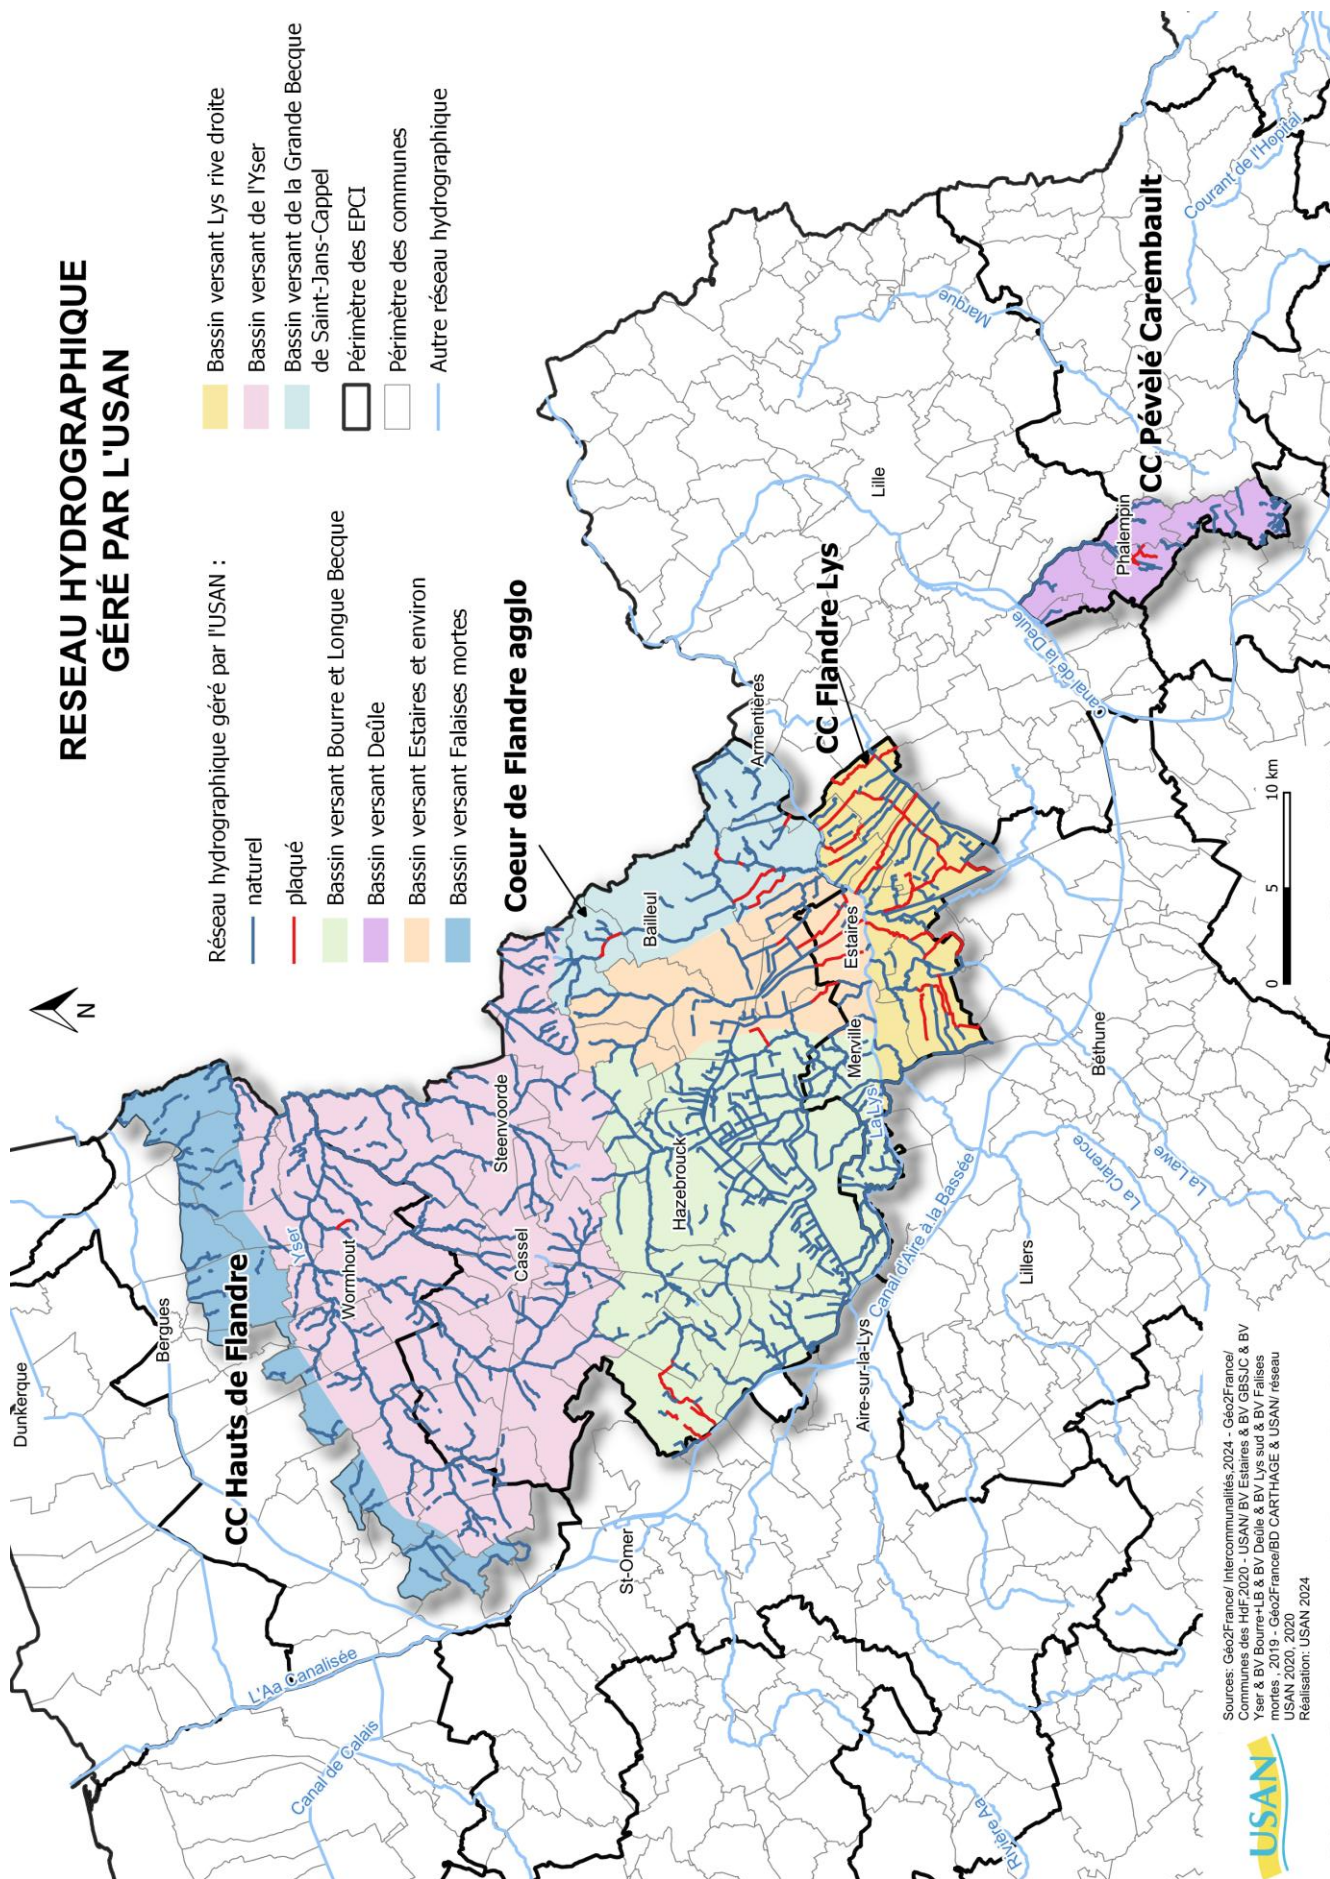 RESEAU HYDROGRAPHIQUE
GÉRÉ PAR L'USAN
Réseau hydrographique géré par l'USAN :
naturel
plaqué
Bassin versant Bourre et Longue Becque
Bassin versant Deûle
Bassin versant Estaires et environ
Bassin versant Falaises mortes
Bassin versant Lys rive droite
Bassin versant de l'Yser
Bassin versant de la Grande Becque
de Saint-Jans-Cappel
Périmètre des EPCI
Périmètre des communes
Autre réseau hydrographique
N
Dunkerque
Bergues
CC Hauts de Flandre
Yser
Wormhout
Steenvoorde
Cassel
Coeur de Flandre agglo
Bailleul
Hazebrouck
L'Aa Canalisée
Canal de Calais
St-Omer
Rivière Aa
Aire-sur-la-Lys
Canal d'Aire à la Bassée
La Lys
Merville
Estaires
Armentières
CC Flandre Lys
Lille
Marque
Canal de la Deule
Phalempin
CC Pévèlé Carembault
Courant de l'Hopital
Béthune
Lillers
La Clarence
La Lawe
0
5
10 km
USAN
Sources: Géo2France/ Intercommunalités,2024 - Géo2France/
Communes des HdF,2020 - USAN/ BV Estaires & BV GBSJC & BV
Yser & BV Bourre+LB & BV Deûle & BV Lys sud & BV Falises
mortes , 2019 - Géo2France/BD CARTHAGE & USAN/ réseau
USAN 2020, 2020
Réalisation: USAN 2024